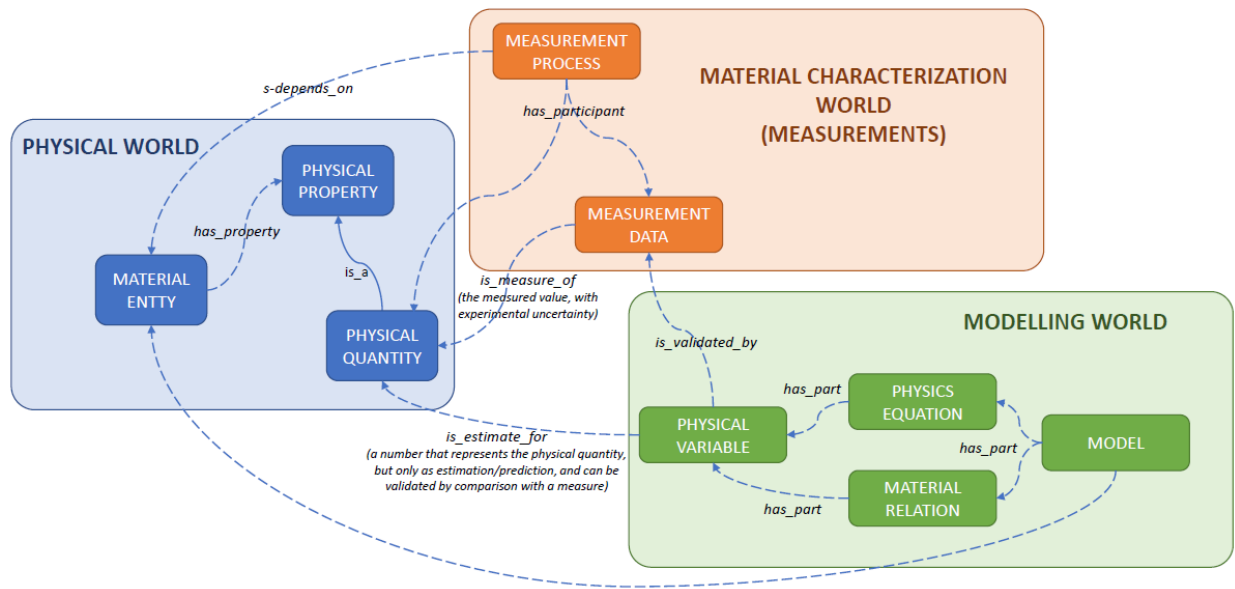 MEASUREMENT
PROCESS
MATERIAL CHARACTERIZATION
WORLD
(MEASUREMENTS)
s-depends_on
has_participant
PHYSICAL WORLD
PHYSICAL
PROPERTY
MEASUREMENT
DATA
has_property
MATERIAL
ENTTY
is_a
is_measure_of
(the measured value, with
experimental uncertainty)
PHYSICAL
QUANTITY
MODELLING WORLD
is_validated_by
has_part
PHYSICS
EQUATION
PHYSICAL
VARIABLE
is_estimate_for
(a number that represents the physical quantity,
but only as estimation/prediction, and can be
validated by comparison with a measure)
has_part
MODEL
MATERIAL
RELATION
has_part